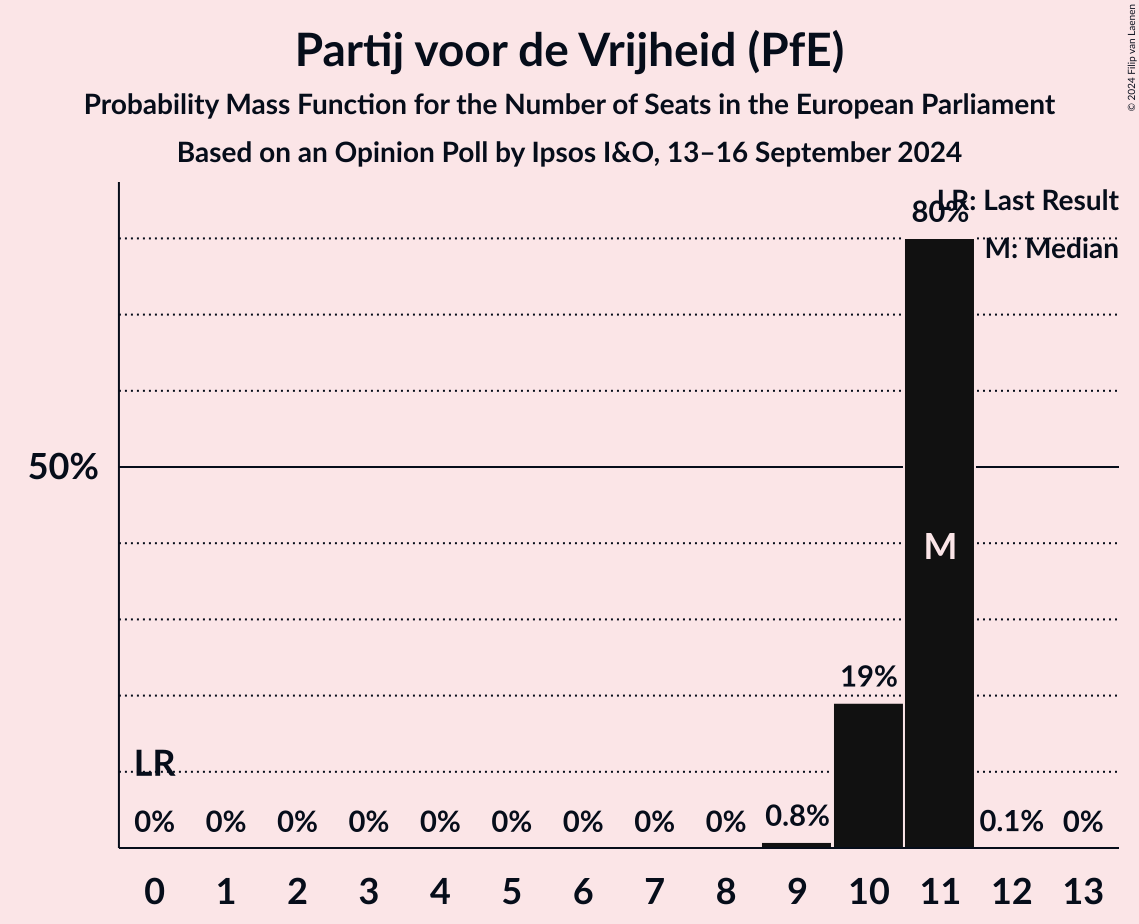 Partij voor de Vrijheid (PfE)
Probability Mass Function for the Number of Seats in the European Parliament
Based on an Opinion Poll by Ipsos I&O, 13–16 September 2024
© 2024 Filip van Laenen
LR: Last Result
M: Median
80%
50%
M
19%
LR
0% 0% 0% 0% 0% 0% 0% 0% 0% 0.8% 0.1% 0%
0 1 2 3 4 5 6 7 8 9 10 11 12 13